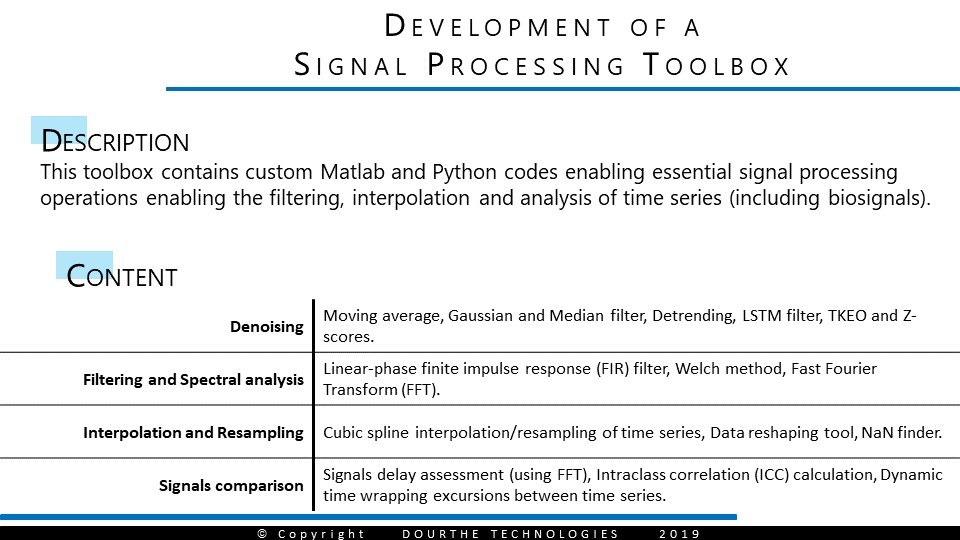 DEVELOPMENT OF A
SIGNAL PROCESSING TOOLBOX
DESCRIPTION
This toolbox contains custom Matlab and Python codes enabling essential signal processing
operations enabling the filtering, interpolation and analysis of time series (including biosignals).
CONTENT
Denoising
Moving average, Gaussian and Median filter, Detrending, LSTM filter, TKEO and Z-
scores.
Filtering and Spectral analysis
Linear-phase finite impulse response (FIR) filter, Welch method, Fast Fourier
Transform (FFT).
Interpolation and Resampling
Cubic spline interpolation/resampling of time series, Data reshaping tool, NaN finder.
Signals comparison
Signals delay assessment (using FFT), Intraclass correlation (ICC) calculation, Dynamic
time wrapping excursions between time series.
© Copyright DOURTHE TECHNOLOGIES 2019